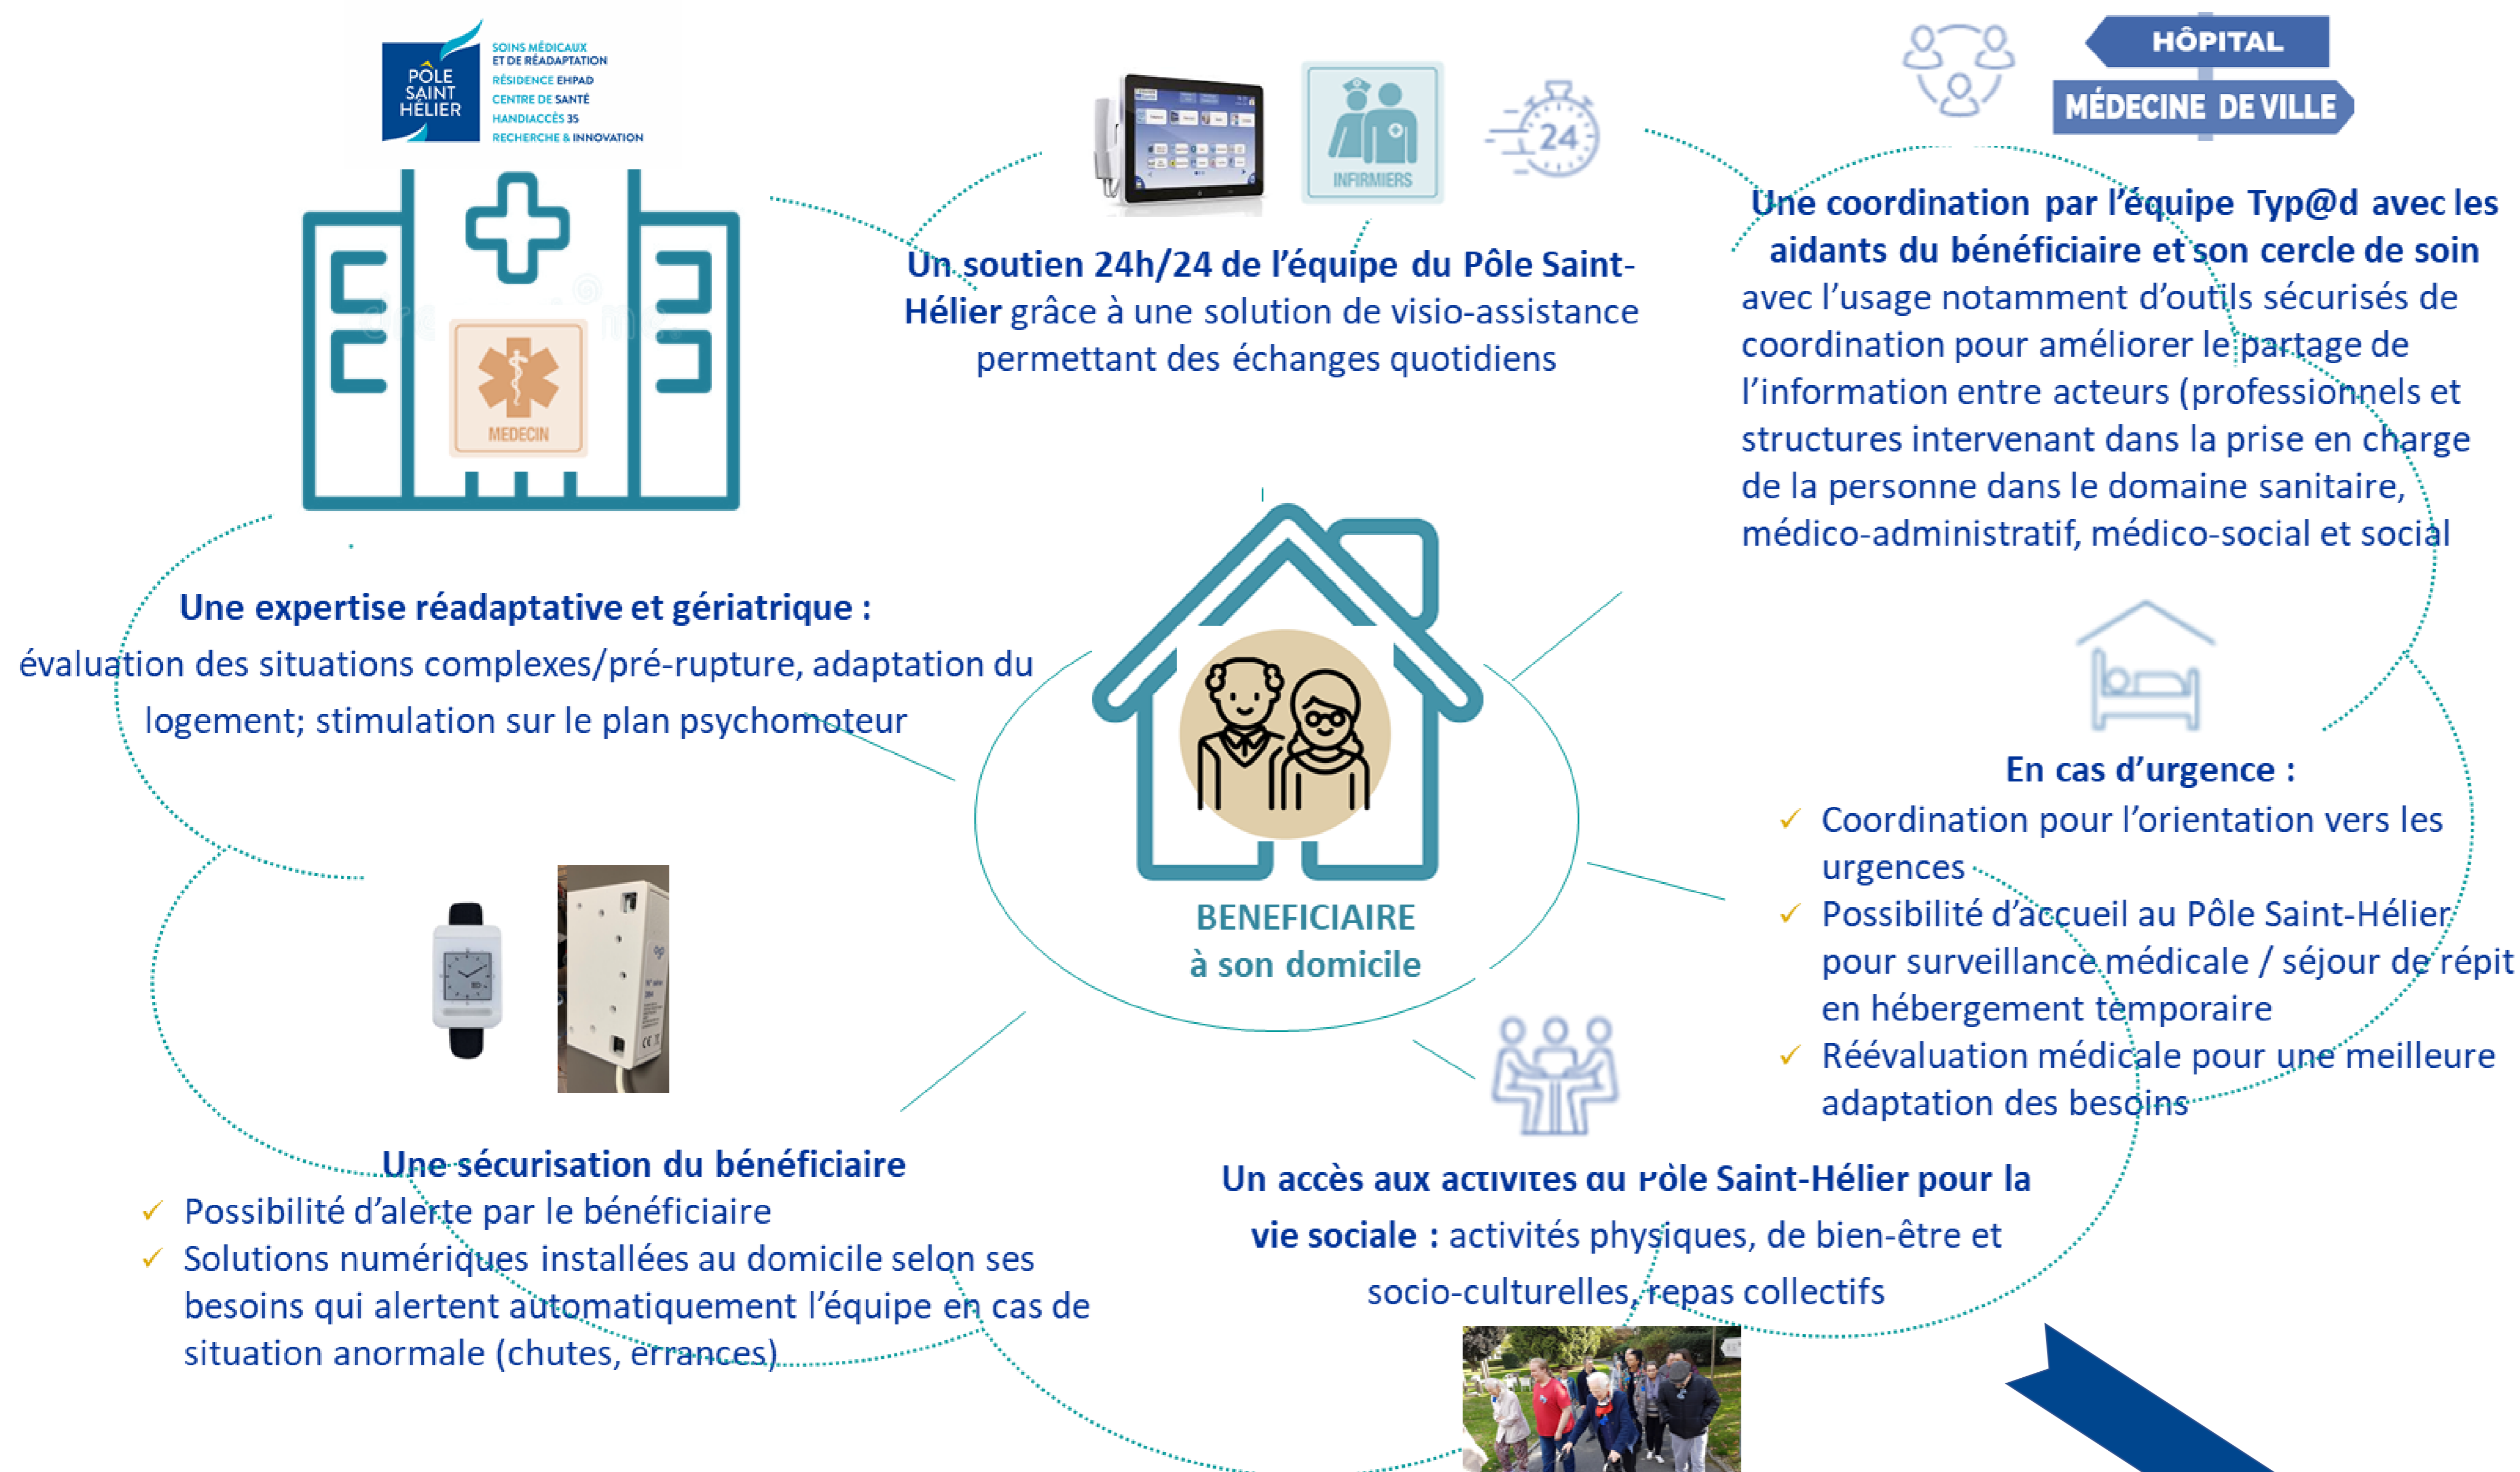 PÔLE
SAINT
HÉLIER
SOINS MÉDICAUX
ET DE RÉADAPTATION
RÉSIDENCE EHPAD
CENTRE DE SANTÉ
HANDIACCÈS 35
RECHERCHE & INNOVATION
MEDECIN
INFIRMIERS
24
HÔPITAL
MÉDECINE DE VILLE
Un soutien 24h/24 de l’équipe du Pôle Saint-
Hélier grâce à une solution de visio-assistance
permettant des échanges quotidiens
Une coordination par l’équipe Typ@d avec les
aidants du bénéficiaire et son cercle de soin
avec l’usage notamment d’outils sécurisés de
coordination pour améliorer le partage de
l’information entre acteurs (professionnels et
structures intervenant dans la prise en charge
de la personne dans le domaine sanitaire,
médico-administratif, médico-social et social
Une expertise réadaptative et gériatrique :
évaluation des situations complexes/pré-rupture, adaptation du
logement; stimulation sur le plan psychomoteur
BENEFICIAIRE
à son domicile
En cas d’urgence :
✓ Coordination pour l’orientation vers les
urgences
✓ Possibilité d’accueil au Pôle Saint-Hélier
pour surveillance médicale / séjour de répit
en hébergement temporaire
✓ Réévaluation médicale pour une meilleure
adaptation des besoins
Une sécurisation du bénéficiaire
✓ Possibilité d’alerte par le bénéficiaire
✓ Solutions numériques installées au domicile selon ses
besoins qui alertent automatiquement l’équipe en cas de
situation anormale (chutes, errances)
Un accès aux activités du Pôle Saint-Hélier pour la
vie sociale : activités physiques, de bien-être et
socio-culturelles, repas collectifs